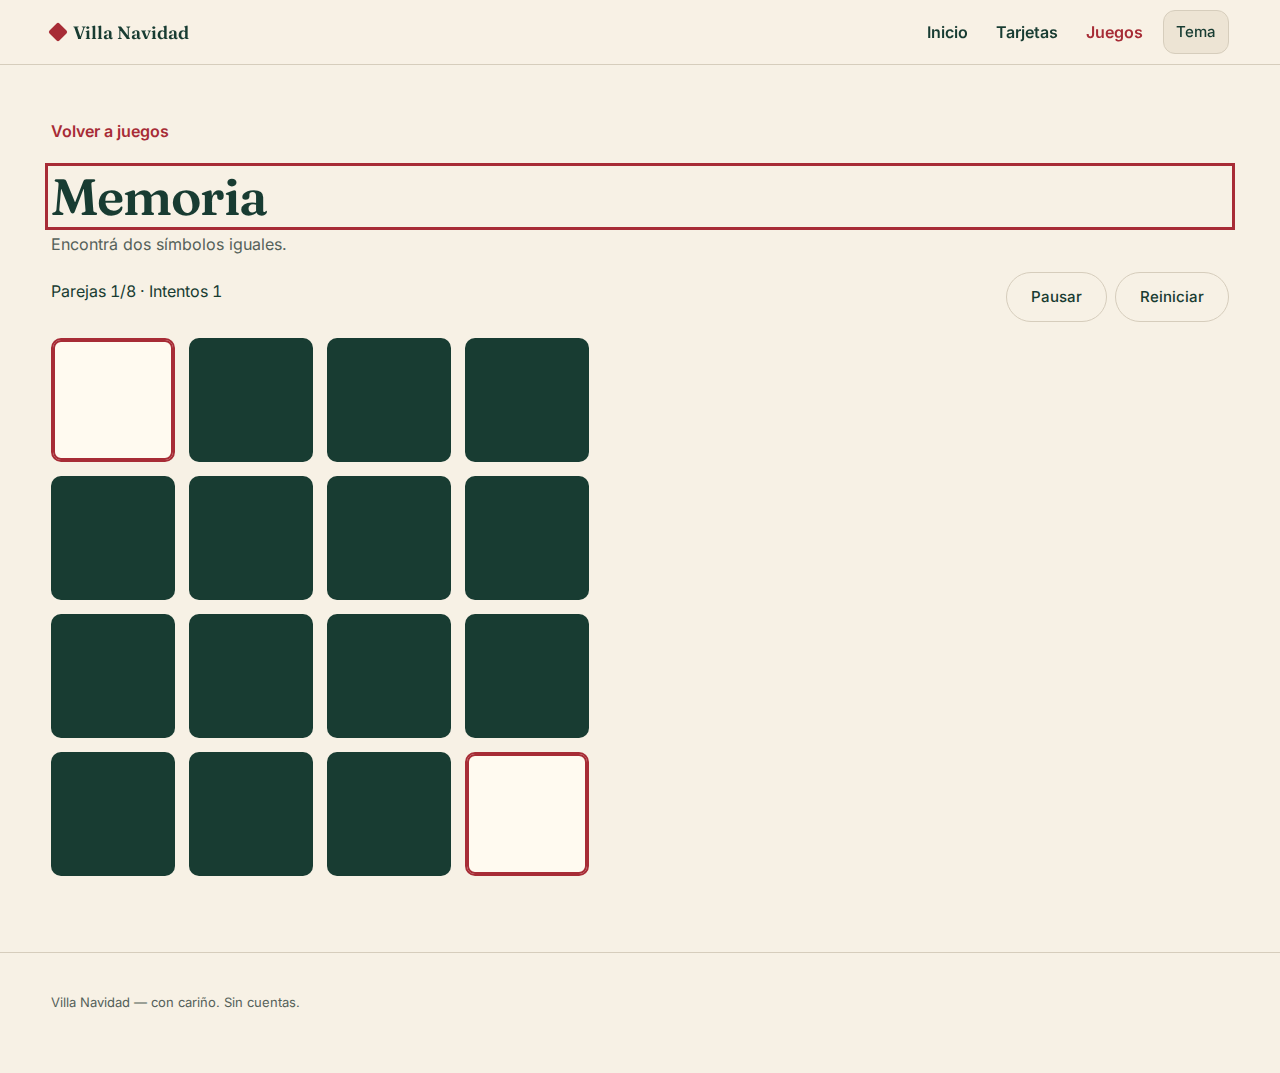 Villa Navidad
Inicio
Tarjetas
Juegos
Tema
Volver a juegos
Memoria
Encontrá dos símbolos iguales.
Parejas 1/8 · Intentos 1
Pausar
Reiniciar
Villa Navidad — con cariño. Sin cuentas.